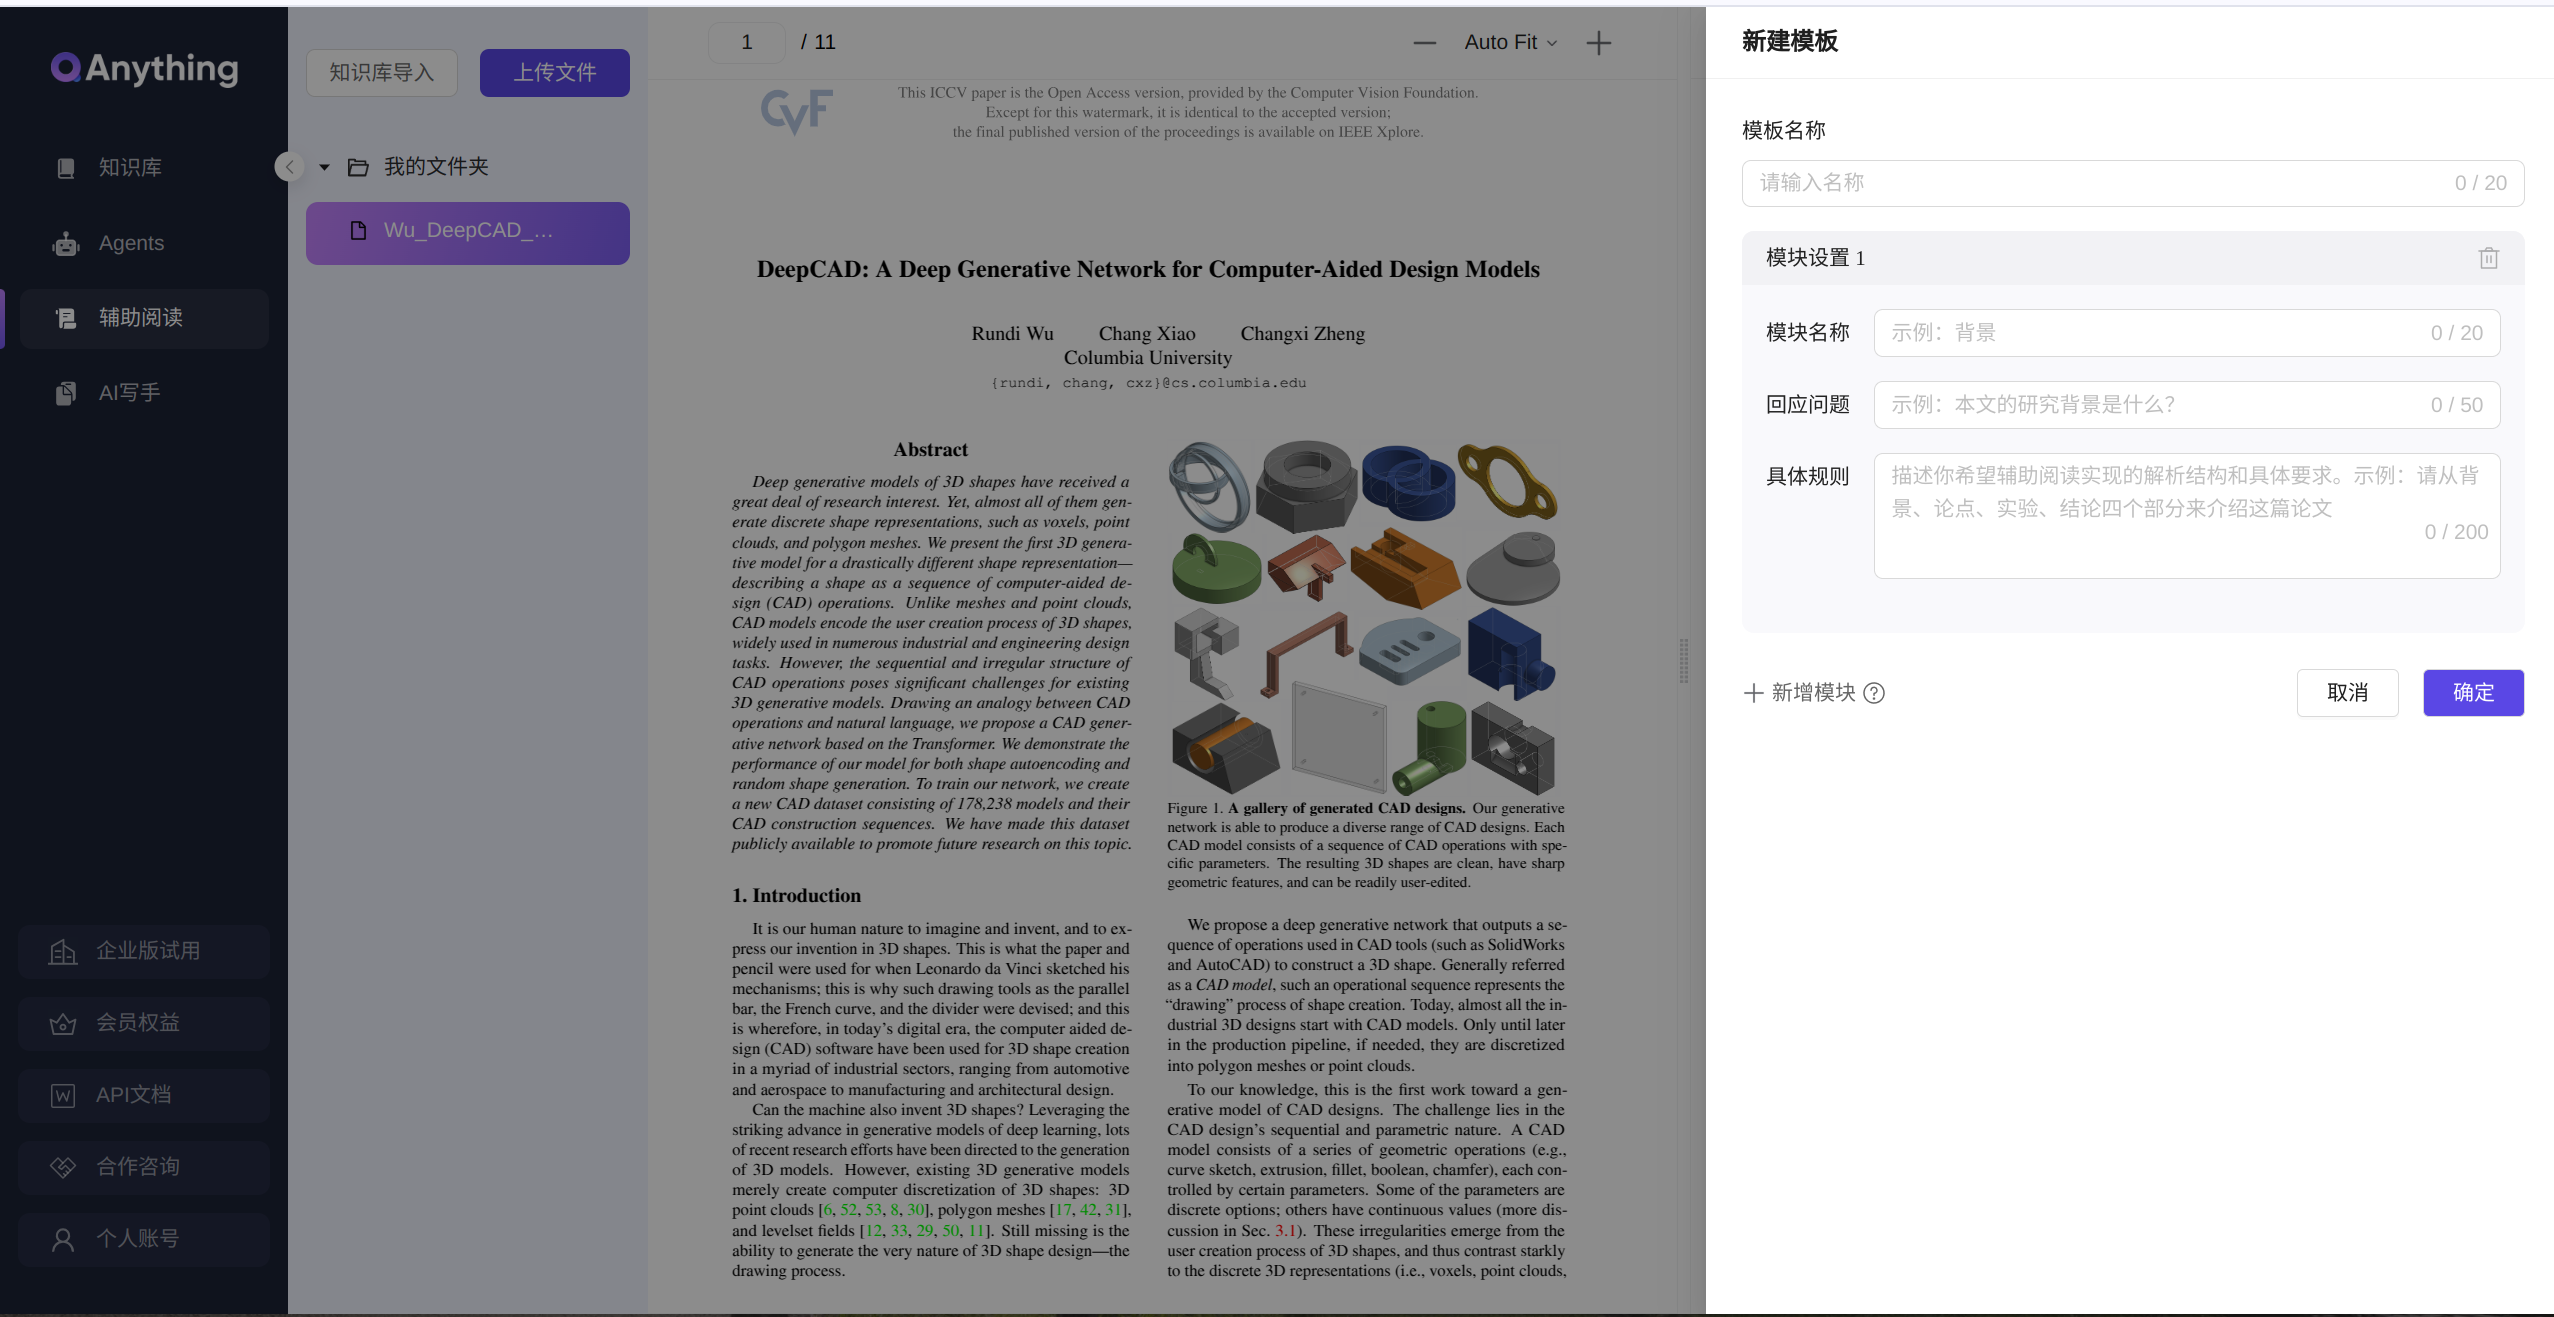 QAnything
知识库
Agents
辅助阅读
AI写手
企业版试用
会员权益
API文档
合作咨询
个人账号
知识库导入
上传文件
我的文件夹
Wu_DeepCAD_...
1 / 11
Auto Fit
CVF
This ICCV paper is the Open Access version, provided by the Computer Vision Foundation.
Except for this watermark, it is identical to the accepted version;
the final published version of the proceedings is available on IEEE Xplore.
DeepCAD: A Deep Generative Network for Computer-Aided Design Models
Rundi Wu Chang Xiao Changxi Zheng
Columbia University
{rundi, chang, cxz}@cs.columbia.edu
Abstract
Deep generative models of 3D shapes have received a
great deal of research interest. Yet, almost all of them gen-
erate discrete shape representations, such as voxels, point
clouds, and polygon meshes. We present the first 3D genera-
tive model for a drastically different shape representation—
describing a shape as a sequence of computer-aided de-
sign (CAD) operations. Unlike meshes and point clouds,
CAD models encode the user creation process of 3D shapes,
widely used in numerous industrial and engineering design
tasks. However, the sequential and irregular structure of
CAD operations poses significant challenges for existing
3D generative models. Drawing an analogy between CAD
operations and natural language, we propose a CAD gener-
ative network based on the Transformer. We demonstrate the
performance of our model for both shape autoencoding and
random shape generation. To train our network, we create
a new CAD dataset consisting of 178,238 models and their
CAD construction sequences. We have made this dataset
publicly available to promote future research on this topic.
1. Introduction
It is our human nature to imagine and invent, and to ex-
press our invention in 3D shapes. This is what the paper and
pencil were used for when Leonardo da Vinci sketched his
mechanisms; this is why such drawing tools as the parallel
bar, the French curve, and the divider were devised; and this
is wherefore, in today's digital era, the computer aided de-
sign (CAD) software have been used for 3D shape creation
in a myriad of industrial sectors, ranging from automotive
and aerospace to manufacturing and architectural design.
Can the machine also invent 3D shapes? Leveraging the
striking advance in generative models of deep learning, lots
of recent research efforts have been directed to the generation
of 3D models. However, existing 3D generative models
merely create computer discretization of 3D shapes: 3D
point clouds [6, 52, 53, 8, 30], polygon meshes [17, 42, 31],
and levelset fields [12, 33, 29, 50, 11]. Still missing is the
ability to generate the very nature of 3D shape design—the
drawing process.
Figure 1. A gallery of generated CAD designs. Our generative
network is able to produce a diverse range of CAD designs. Each
CAD model consists of a sequence of CAD operations with spe-
cific parameters. The resulting 3D shapes are clean, have sharp
geometric features, and can be readily user-edited.
We propose a deep generative network that outputs a se-
quence of operations used in CAD tools (such as SolidWorks
and AutoCAD) to construct a 3D shape. Generally referred
as a CAD model, such an operational sequence represents the
“drawing” process of shape creation. Today, almost all the in-
dustrial 3D designs start with CAD models. Only until later
in the production pipeline, if needed, they are discretized
into polygon meshes or point clouds.
To our knowledge, this is the first work toward a gen-
erative model of CAD designs. The challenge lies in the
CAD design's sequential and parametric nature. A CAD
model consists of a series of geometric operations (e.g.,
curve sketch, extrusion, fillet, boolean, chamfer), each con-
trolled by certain parameters. Some of the parameters are
discrete options; others have continuous values (more dis-
cussion in Sec. 3.1). These irregularities emerge from the
user creation process of 3D shapes, and thus contrast starkly
to the discrete 3D representations (i.e., voxels, point clouds,
新建模板
模板名称
请输入名称 0 / 20
模块设置 1
模块名称 示例：背景 0 / 20
回应问题 示例：本文的研究背景是什么？ 0 / 50
具体规则 描述你希望辅助阅读实现的解析结构和具体要求。示例：请从背
景、论点、实验、结论四个部分来介绍这篇论文
0 / 200
新增模块 ?
取消
确定